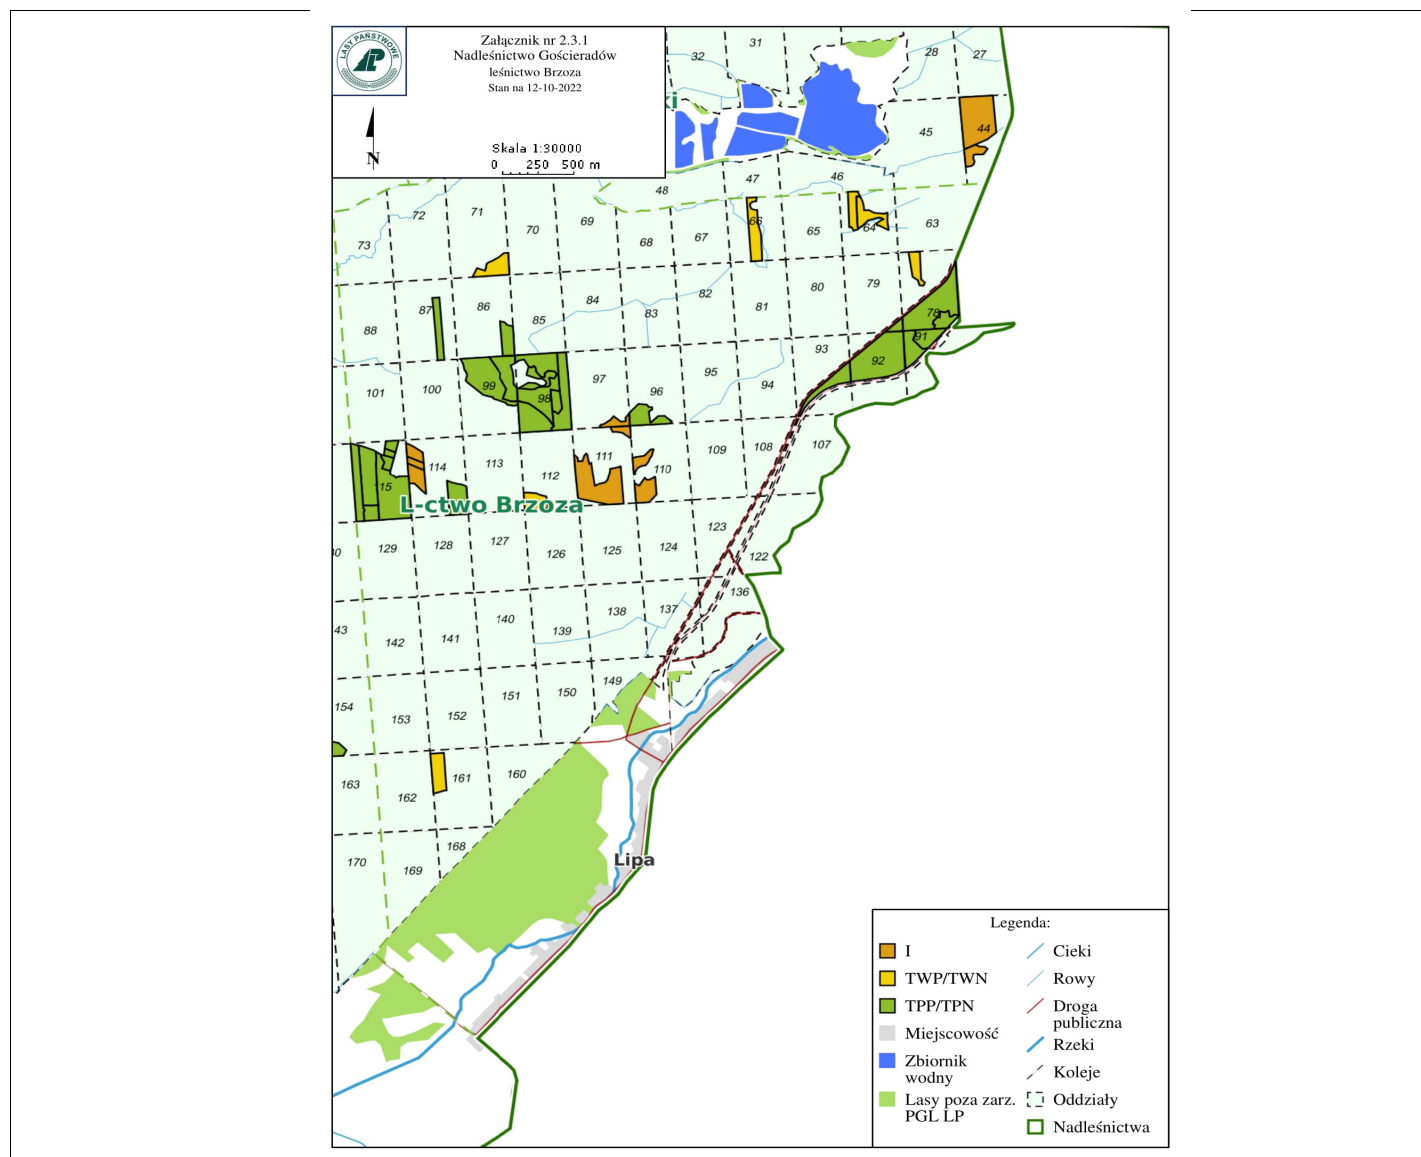 LASY PAŃSTWOWE
Załącznik nr 2.3.1
Nadleśnictwo Gościeradów
leśnictwo Brzoza
Stan na 12-10-2022
N
Skala 1:30000
0 250 500 m
32 31 28 27
ki
45 44
48 47 46
73 72 71 70 69 68 67 66 65 64 63
88 87 86 85 84 83 82 81 80 79 78
101 100 99 98 97 96 95 94 93 92 91
115 114 113 112 111 110 109 108 107
L-ctwo Brzoza
129 128 127 126 125 124 123 122
43 142 141 140 139 138 137 136
154 153 152 151 150 149
163 162 161 160
170 169 168
Lipa
Legenda:
I
TWP/TWN
TPP/TPN
Miejscowość
Zbiornik
wodny
Lasy poza zarz.
PGL LP
Cieki
Rowy
Droga
publiczna
Rzeki
Koleje
Oddziały
Nadleśnictwa